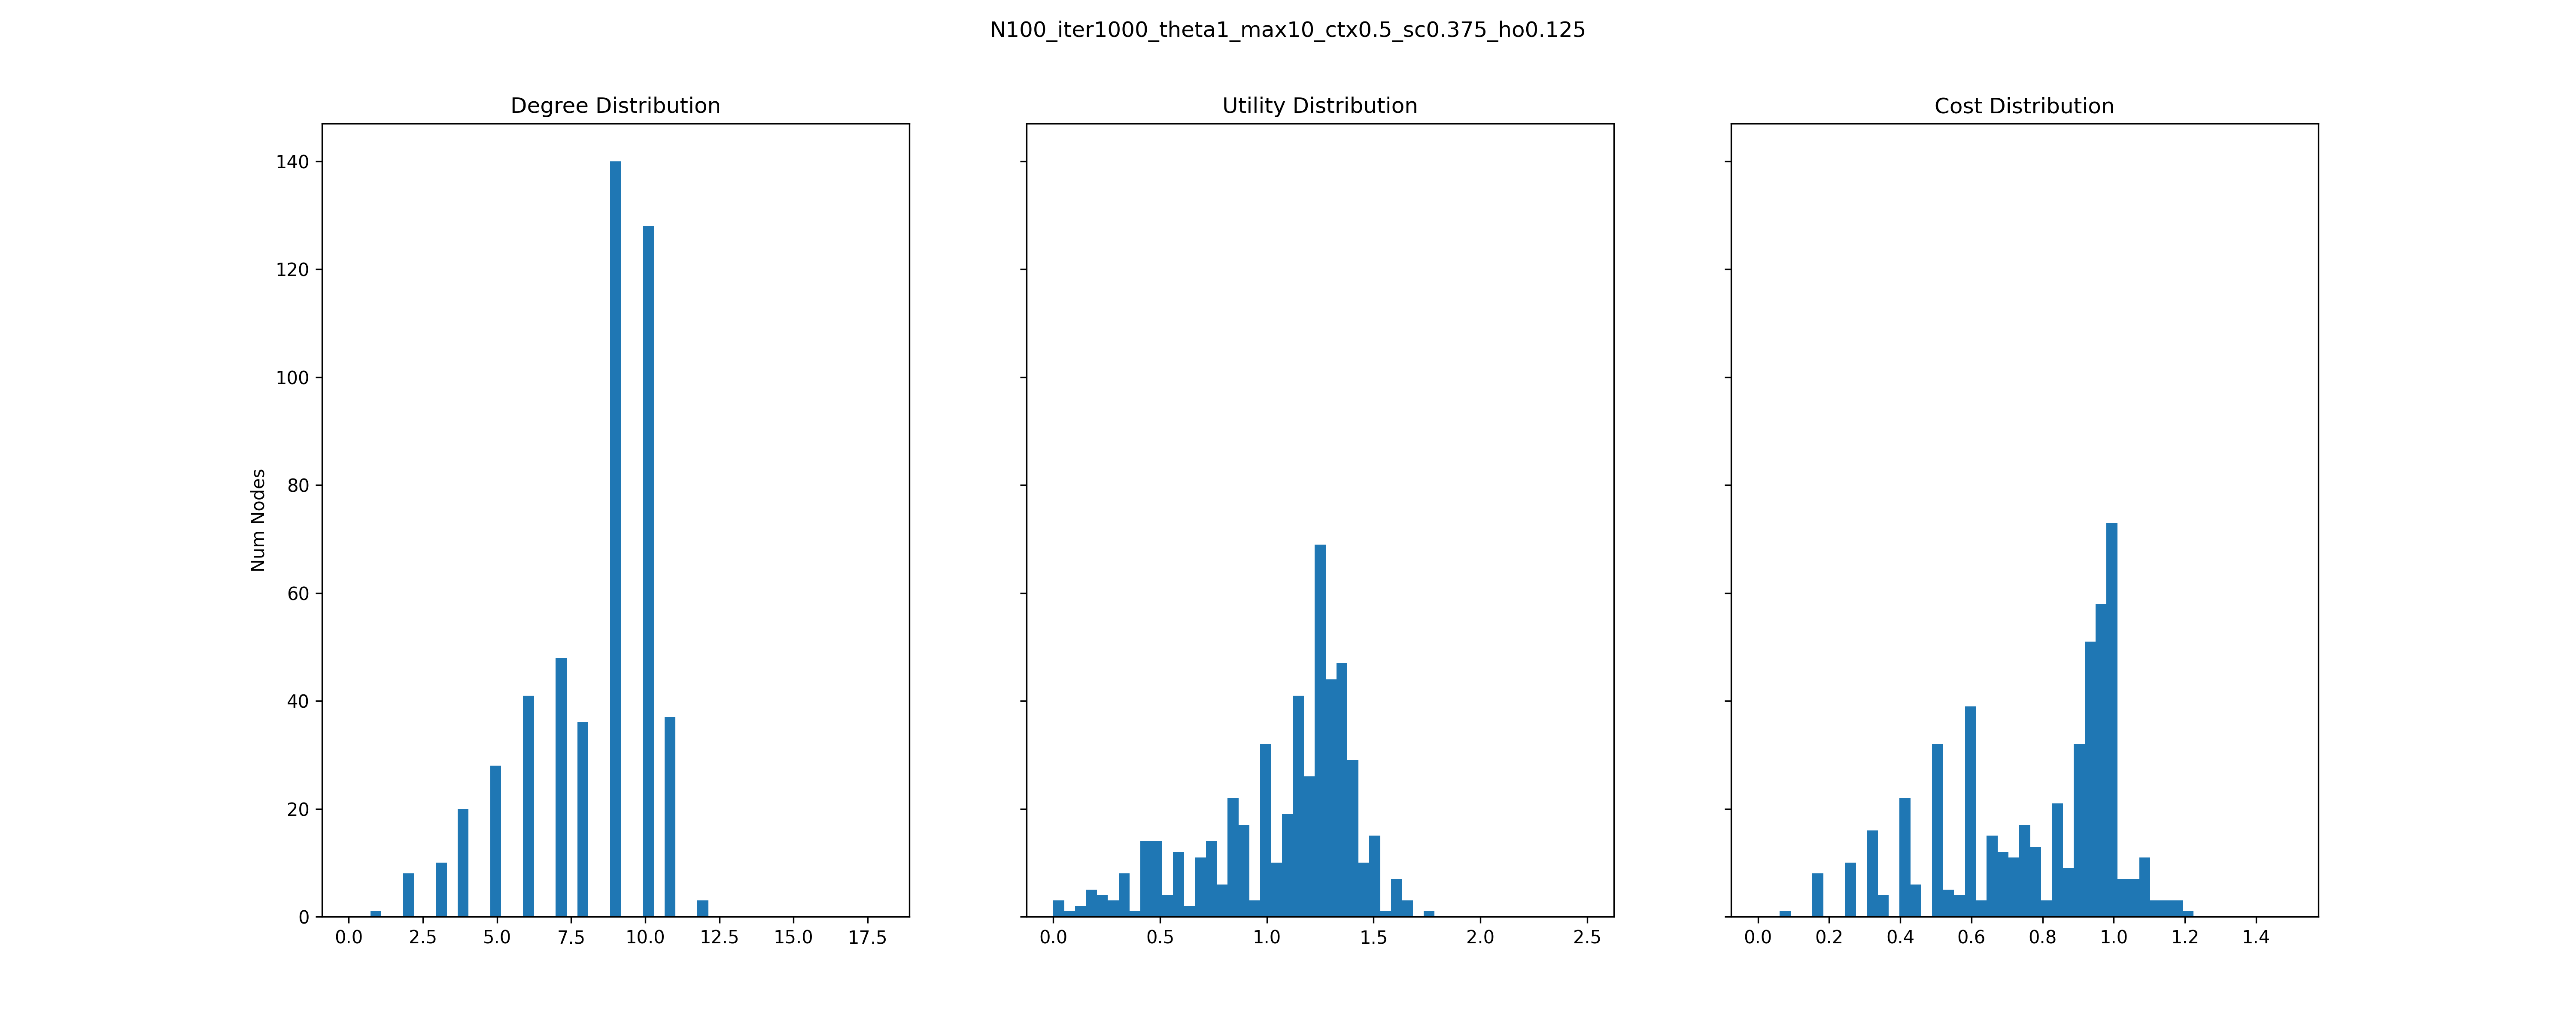 N100_iter1000_theta1_max10_ctx0.5_sc0.375_ho0.125
Degree Distribution
Utility Distribution
Cost Distribution
Num Nodes
140
120
100
80
60
40
20
0
0.0 2.5 5.0 7.5 10.0 12.5 15.0 17.5
0.0 0.5 1.0 1.5 2.0 2.5
0.0 0.2 0.4 0.6 0.8 1.0 1.2 1.4